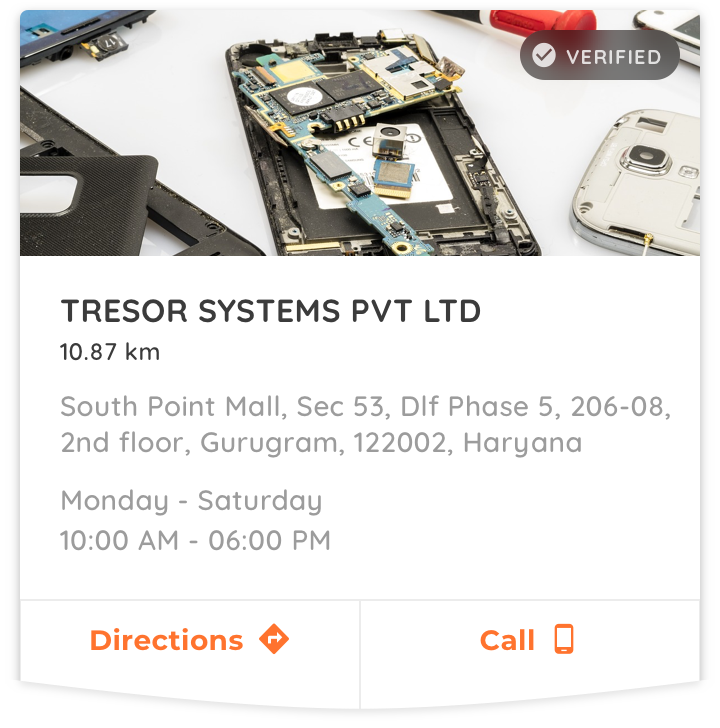 VERIFIED
TRESOR SYSTEMS PVT LTD
10.87 km
South Point Mall, Sec 53, Dlf Phase 5, 206-08,
2nd floor, Gurugram, 122002, Haryana
Monday - Saturday
10:00 AM - 06:00 PM
Directions
Call